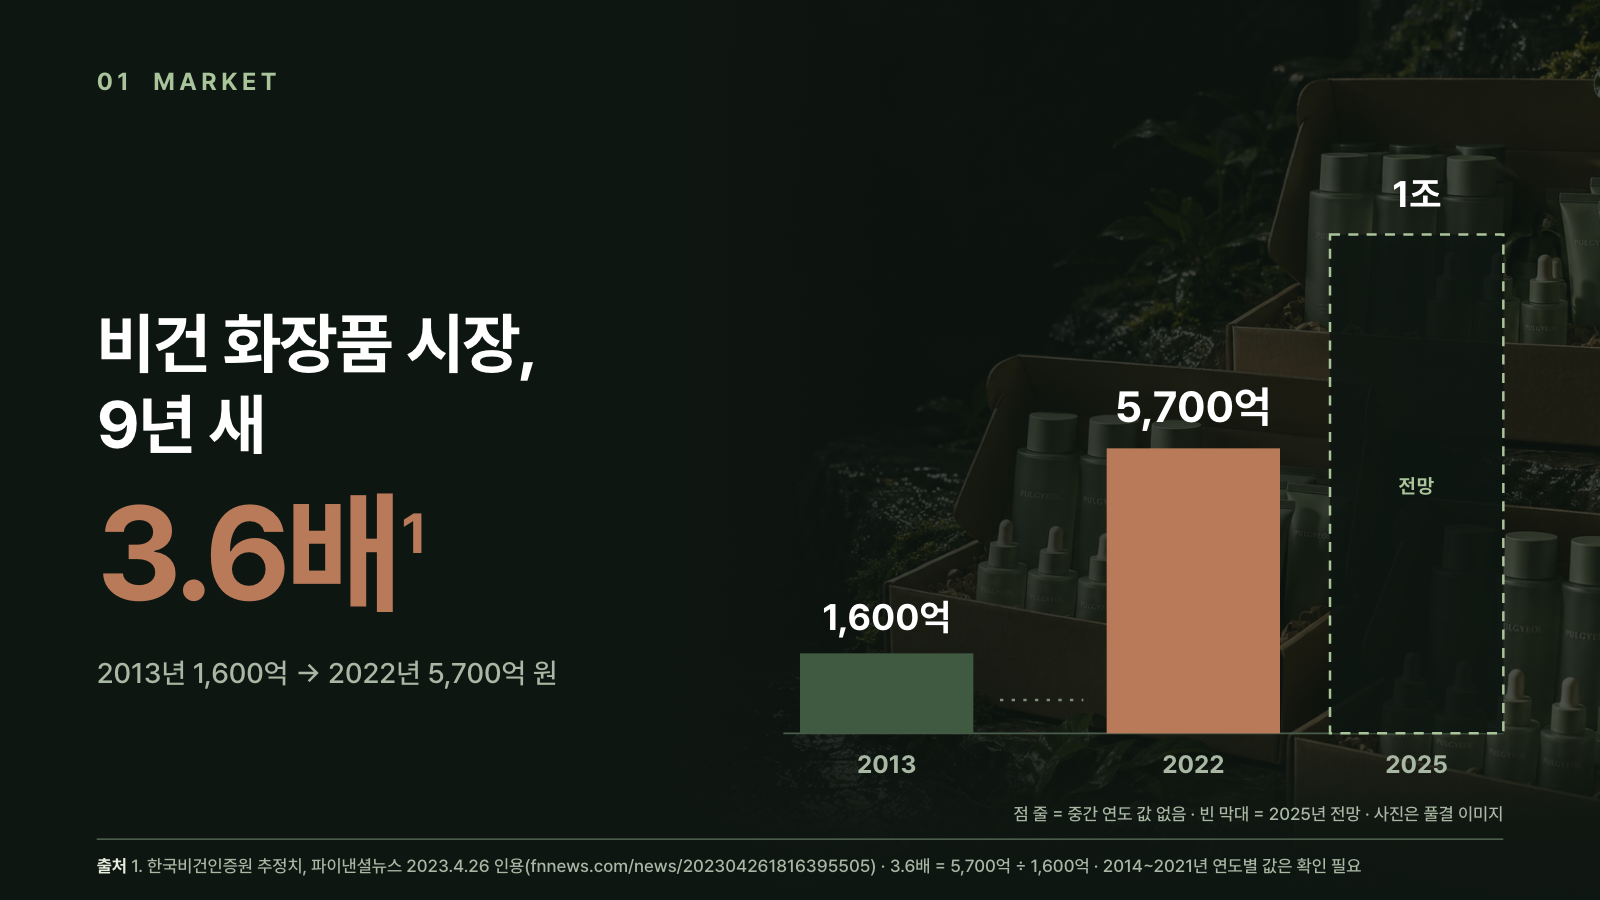 01 MARKET
비건 화장품 시장,
9년 새
3.6배1
2013년 1,600억 → 2022년 5,700억 원
1조
5,700억
전망
1,600억
2013
2022
2025
점 줄 = 중간 연도 값 없음 · 빈 막대 = 2025년 전망 · 사진은 풀결 이미지
출처 1. 한국비건인증원 추정치, 파이낸셜뉴스 2023.4.26 인용(fnnews.com/news/202304261816395505) · 3.6배 = 5,700억 ÷ 1,600억 · 2014~2021년 연도별 값은 확인 필요